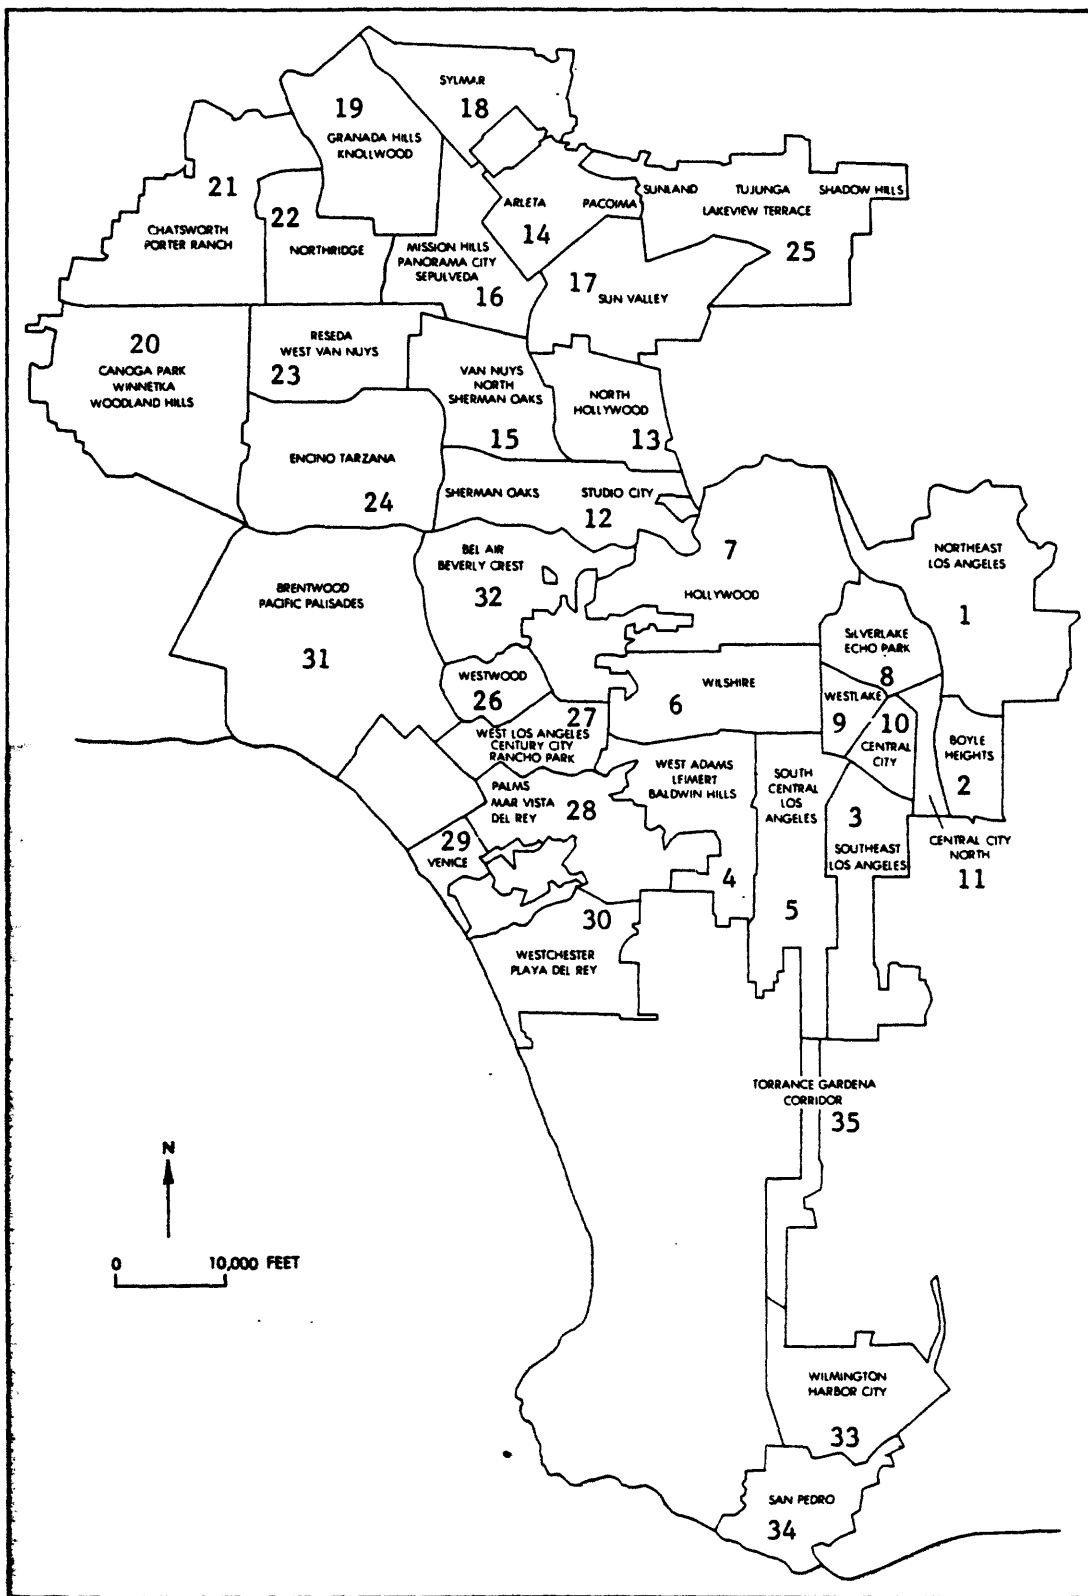 SYLMAR
18
19
GRANADA HILLS
KNOLLWOOD
21
CHATSWORTH
PORTER RANCH
22
NORTHRIDGE
ARLETA
PACOIMA
14
SUNLAND
TUJUNGA
SHADOW HILLS
LAKEVIEW TERRACE
25
MISSION HILLS
PANORAMA CITY
SEPULVEDA
16
17
SUN VALLEY
20
CANOGA PARK
WINNETKA
WOODLAND HILLS
RESEDA
WEST VAN NUYS
23
VAN NUYS
NORTH
SHERMAN OAKS
15
NORTH
HOLLYWOOD
13
ENCINO TARZANA
24
SHERMAN OAKS
STUDIO CITY
12
BEL AIR
BEVERLY CREST
32
7
HOLLYWOOD
NORTHEAST
LOS ANGELES
1
BRENTWOOD
PACIFIC PALISADES
31
SILVERLAKE
ECHO PARK
8
WESTWOOD
26
WILSHIRE
6
WESTLAKE
9
10
CENTRAL
CITY
27
WEST LOS ANGELES
CENTURY CITY
RANCHO PARK
BOYLE
HEIGHTS
2
WEST ADAMS
LEIMERT
BALDWIN HILLS
4
SOUTH
CENTRAL
LOS
ANGELES
5
PALMS
MAR VISTA
DEL REY
28
3
SOUTHEAST
LOS ANGELES
CENTRAL CITY
NORTH
11
29
VENICE
30
WESTCHESTER
PLAYA DEL REY
TORRANCE GARDENA
CORRIDOR
35
N
0
10,000 FEET
WILMINGTON
HARBOR CITY
33
SAN PEDRO
34